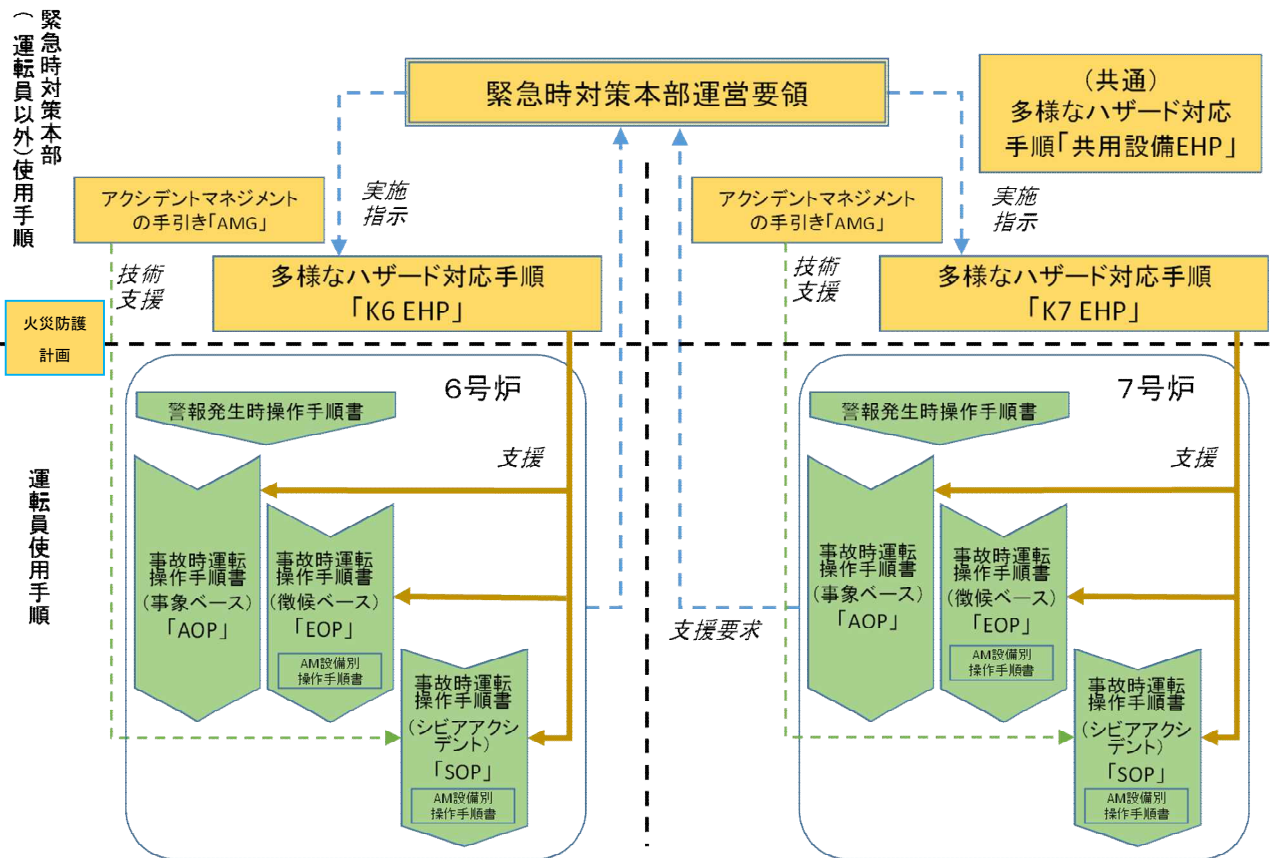 緊急時対策本部
(運転員以外)使用手順
緊急時対策本部運営要領
(共通)
多様なハザード対応
手順「共用設備EHP」
アクシデントマネジメント
の手引き「AMG」
実施
指示
アクシデントマネジメント
の手引き「AMG」
実施
指示
技術
支援
多様なハザード対応手順
「K6 EHP」
技術
支援
多様なハザード対応手順
「K7 EHP」
火災防護
計画
運転員使用手順
6号炉
警報発生時操作手順書
支援
事故時運転
操作手順書
(事象ベース)
「AOP」
事故時運転
操作手順書
(徴候ベース)
「EOP」
AM設備別
操作手順書
事故時運転
操作手順書
(シビアアクシ
デント)
「SOP」
AM設備別
操作手順書
支援要求
7号炉
警報発生時操作手順書
支援
事故時運転
操作手順書
(事象ベース)
「AOP」
事故時運転
操作手順書
(徴候ベース)
「EOP」
AM設備別
操作手順書
事故時運転
操作手順書
(シビアアクシ
デント)
「SOP」
AM設備別
操作手順書